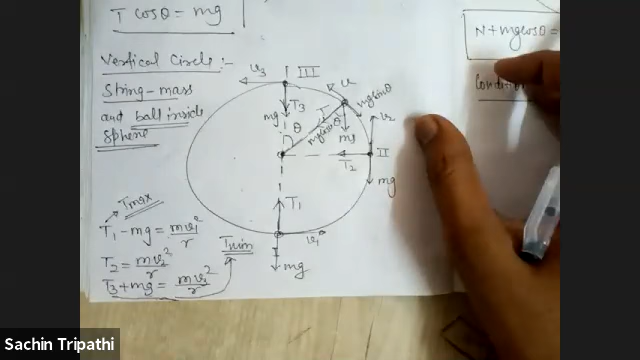 T cosθ = mg
Vertical Circle :-
String-mass
and ball inside
Sphere
Tmax
T₁ - mg = mv₁²/r
T₂ = mv₂²/r
T₃ + mg = mv₃²/r
Tmin
v₃
III
u
mg sinθ
T₃
mg
T
θ
mg cosθ
mg
v₂
II
T₂
mg
T₁
v₁
I
mg
N + mg cosθ =
Condition
Sachin Tripathi